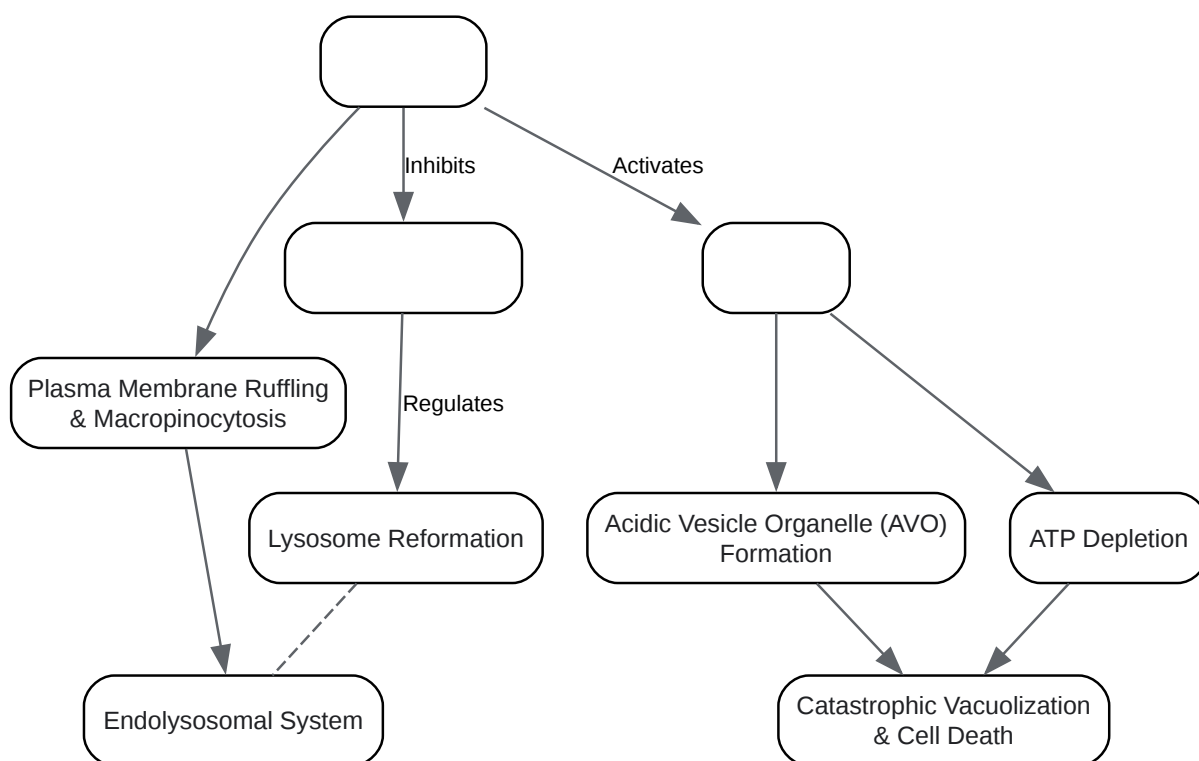 Inhibits
Activates
Plasma Membrane Ruffling
& Macropinocytosis
Regulates
Lysosome Reformation
Acidic Vesicle Organelle (AVO)
Formation
ATP Depletion
Endolysosomal System
Catastrophic Vacuolization
& Cell Death